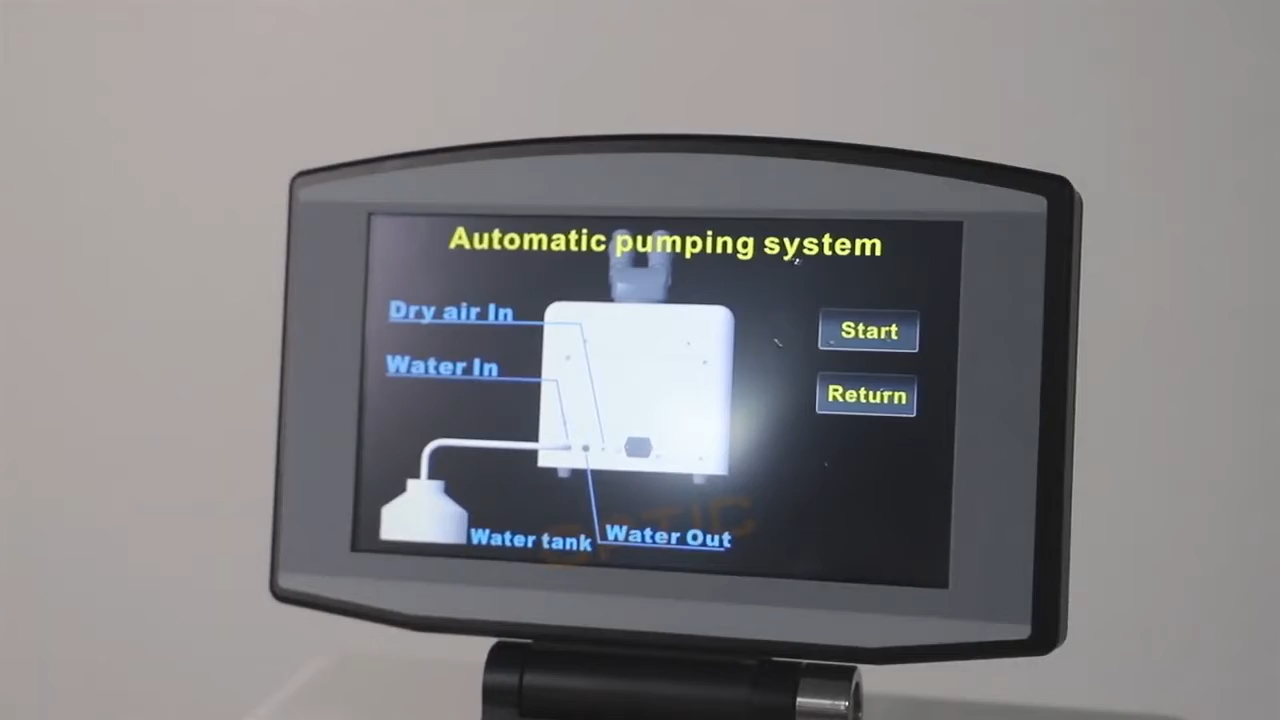 Automatic pumping system
Dry air In
Start
Water In
Return
Water tank
Water Out